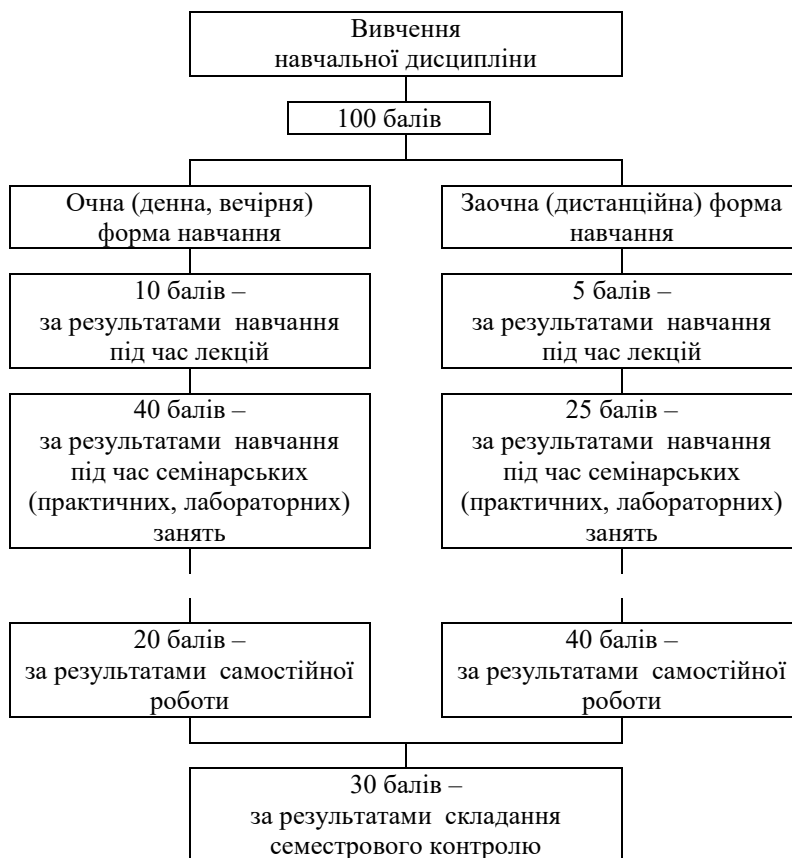 Вивчення
навчальної дисципліни
100 балів
Очна (денна, вечірня)
форма навчання
Заочна (дистанційна) форма
навчання
10 балів –
за результатами навчання
під час лекцій
5 балів –
за результатами навчання
під час лекцій
40 балів –
за результатами навчання
під час семінарських
(практичних, лабораторних)
занять
25 балів –
за результатами навчання
під час семінарських
(практичних, лабораторних)
занять
20 балів –
за результатами самостійної
роботи
40 балів –
за результатами самостійної
роботи
30 балів –
за результатами складання
семестрового контролю